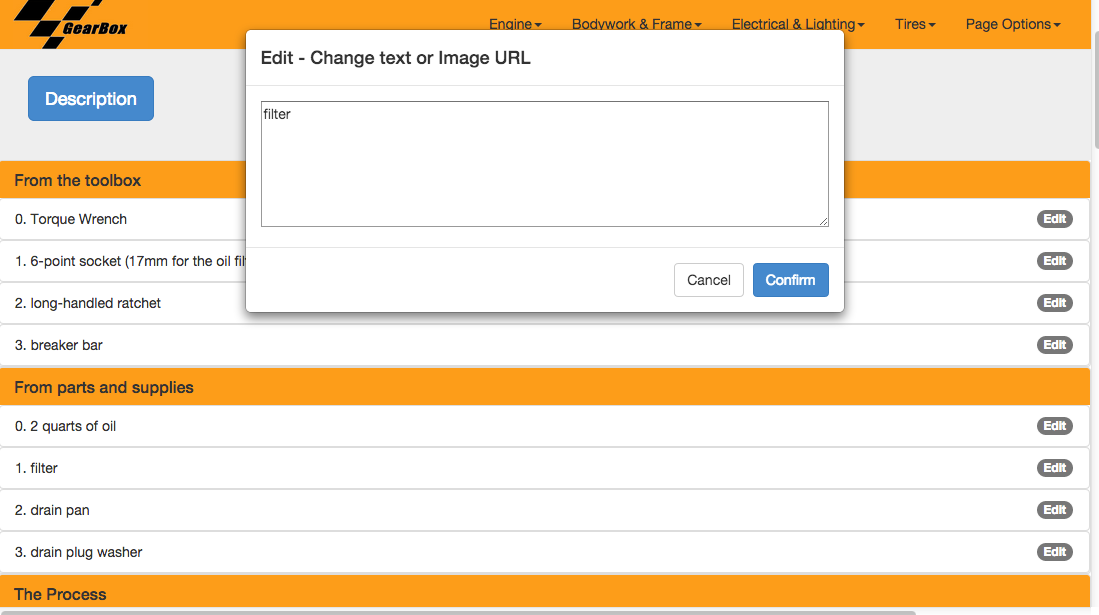 GearBox
Engine Bodywork & Frame Electrical & Lighting Tires Page Options
Edit - Change text or Image URL
Description
filter
Cancel Confirm
From the toolbox
0. Torque Wrench Edit
1. 6-point socket (17mm for the oil Edit
2. long-handled ratchet Edit
3. breaker bar Edit
From parts and supplies
0. 2 quarts of oil Edit
1. filter Edit
2. drain pan Edit
3. drain plug washer Edit
The Process